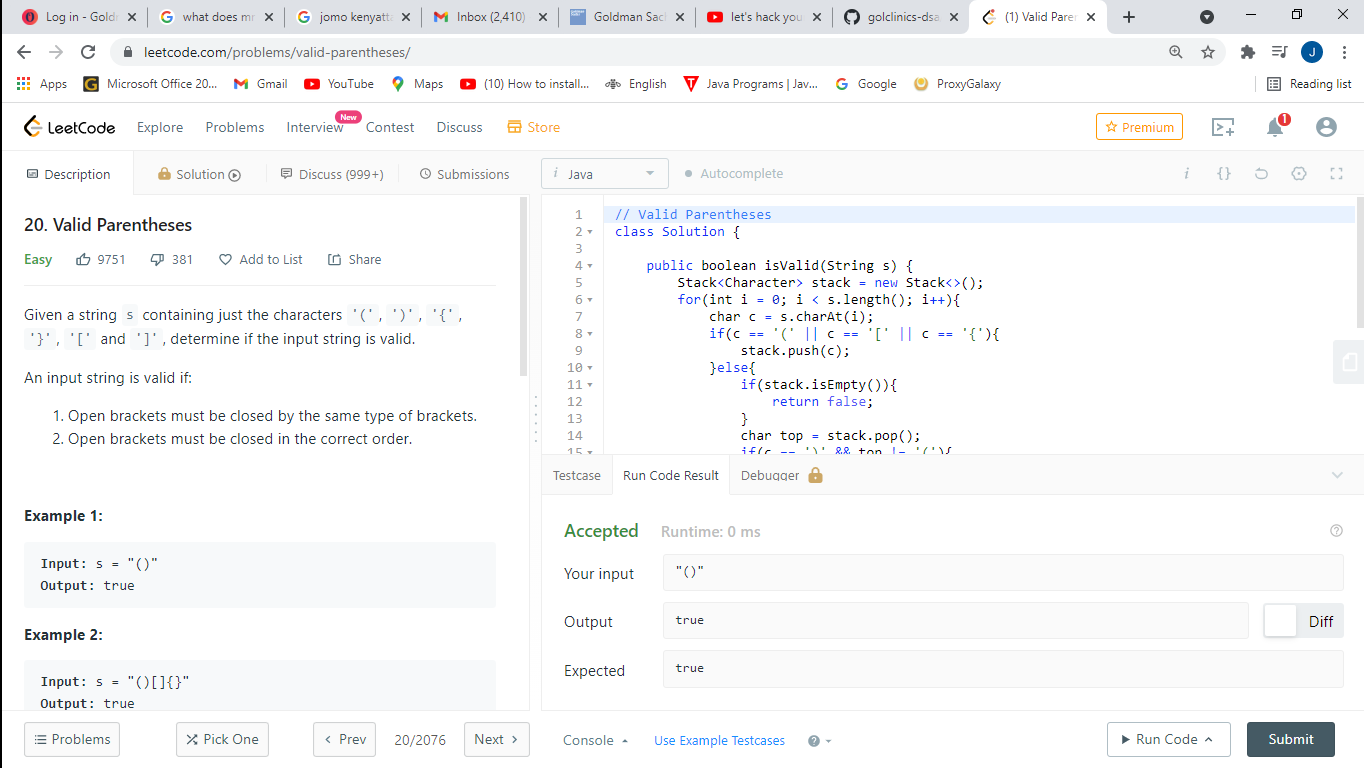 Log in - Goldm
what does mr
jomo kenyatt
Inbox (2,410)
Goldman Sac
let's hack you
golclinics-dsa
(1) Valid Paren
leetcode.com/problems/valid-parentheses/
J
Apps
Microsoft Office 20...
Gmail
YouTube
Maps
(10) How to install...
English
Java Programs | Jav...
Google
ProxyGalaxy
Reading list
LeetCode
Explore
Problems
Interview
New
Contest
Discuss
Store
Premium
1
Description
Solution
Discuss (999+)
Submissions
i Java
Autocomplete
i
{}
20. Valid Parentheses
Easy
9751
381
Add to List
Share
Given a string s containing just the characters '(', ')', '{',
'}', '[' and ']', determine if the input string is valid.
An input string is valid if:
1. Open brackets must be closed by the same type of brackets.
2. Open brackets must be closed in the correct order.
Example 1:
Input: s = "()"
Output: true
Example 2:
Input: s = "()[]{}"
Output: true
1 // Valid Parentheses
2 class Solution {
3
4 public boolean isValid(String s) {
5 Stack<Character> stack = new Stack<>();
6 for(int i = 0; i < s.length(); i++){
7 char c = s.charAt(i);
8 if(c == '(' || c == '[' || c == '{'){
9 stack.push(c);
10 }else{
11 if(stack.isEmpty()){
12 return false;
13 }
14 char top = stack.pop();
15 if(c == ')' && top != '('){
Testcase
Run Code Result
Debugger
Accepted
Runtime: 0 ms
Your input
"()"
Output
true
Diff
Expected
true
Problems
Pick One
Prev
20/2076
Next
Console
Use Example Testcases
?
Run Code
Submit